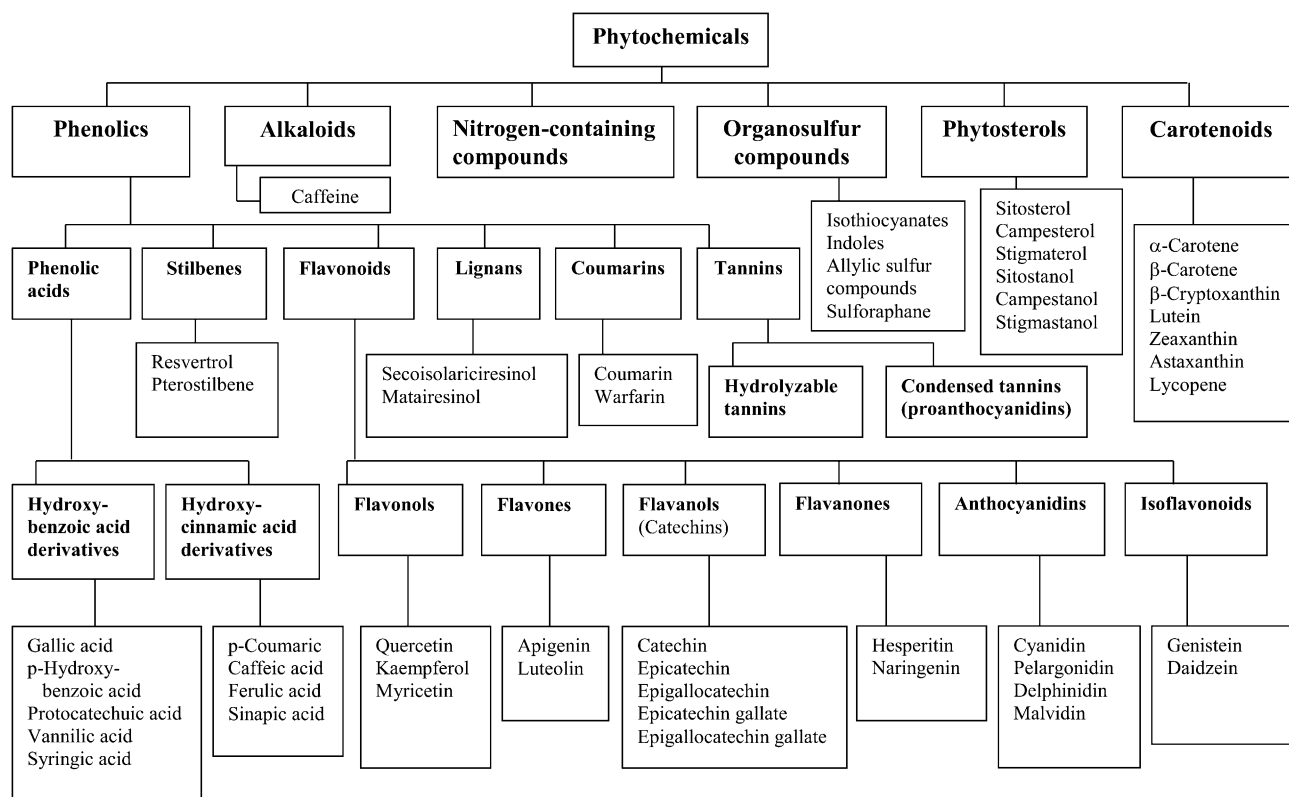 Phytochemicals
Phenolics
Alkaloids
Nitrogen-containing
compounds
Organosulfur
compounds
Phytosterols
Carotenoids
Caffeine
Isothiocyanates
Indoles
Allylic sulfur
compounds
Sulforaphane
Sitosterol
Campesterol
Stigmaterol
Sitostanol
Campestanol
Stigmastanol
α-Carotene
β-Carotene
β-Cryptoxanthin
Lutein
Zeaxanthin
Astaxanthin
Lycopene
Phenolic
acids
Stilbenes
Flavonoids
Lignans
Coumarins
Tannins
Resvertrol
Pterostilbene
Secoisolariciresinol
Matairesinol
Coumarin
Warfarin
Hydrolyzable
tannins
Condensed tannins
(proanthocyanidins)
Hydroxy-
benzoic acid
derivatives
Hydroxy-
cinnamic acid
derivatives
Flavonols
Flavones
Flavanols
(Catechins)
Flavanones
Anthocyanidins
Isoflavonoids
Gallic acid
p-Hydroxy-
benzoic acid
Protocatechuic acid
Vannilic acid
Syringic acid
p-Coumaric
Caffeic acid
Ferulic acid
Sinapic acid
Quercetin
Kaempferol
Myricetin
Apigenin
Luteolin
Catechin
Epicatechin
Epigallocatechin
Epicatechin gallate
Epigallocatechin gallate
Hesperitin
Naringenin
Cyanidin
Pelargonidin
Delphinidin
Malvidin
Genistein
Daidzein